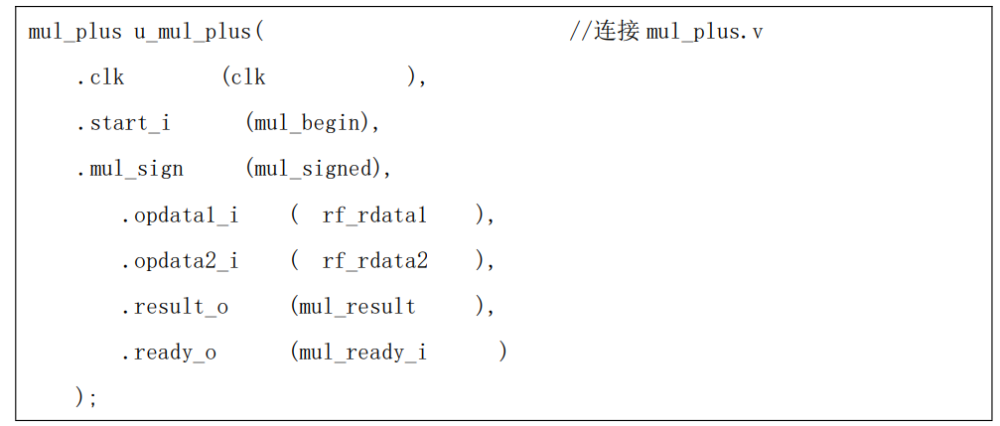 mul_plus u_mul_plus( //连接 mul_plus.v
.clk (clk ),
.start_i (mul_begin),
.mul_sign (mul_signed),
.opdata1_i ( rf_rdata1 ),
.opdata2_i ( rf_rdata2 ),
.result_o (mul_result ),
.ready_o (mul_ready_i )
);